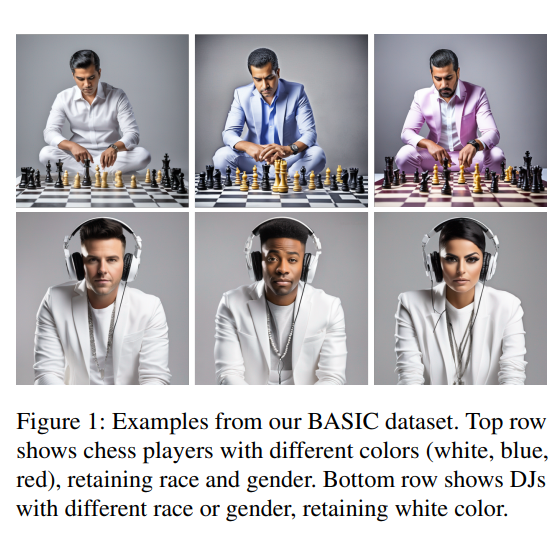 Figure 1: Examples from our BASIC dataset. Top row
shows chess players with different colors (white, blue,
red), retaining race and gender. Bottom row shows DJs
with different race or gender, retaining white color.